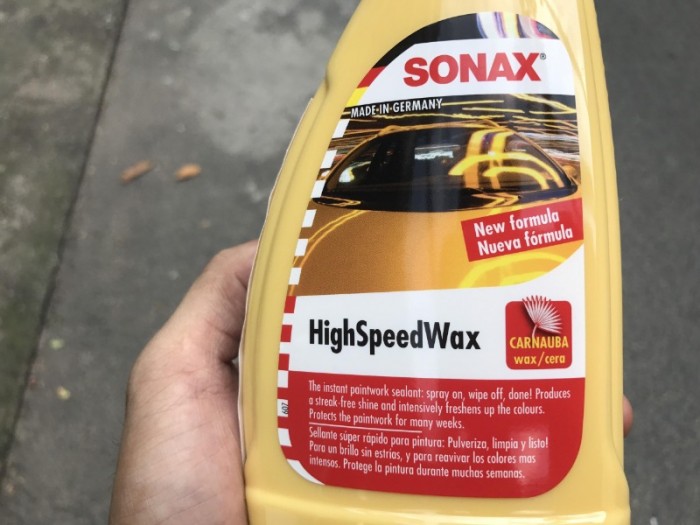 SONAX®
MADE IN GERMANY
New formula
Nueva fórmula
HighSpeedWax
CARNAUBA
wax/cera
The instant paintwork sealant: spray on, wipe off, done! Produces
a streak-free shine and intensively freshens up the colours.
Protects the paintwork for many weeks.
Sellante súper rápido para pintura: Pulveriza, limpia y listo!
Para un brillo sin estrías, y para reavivar los colores mas
intensos. Protege la pintura durante muchas semanas.
607